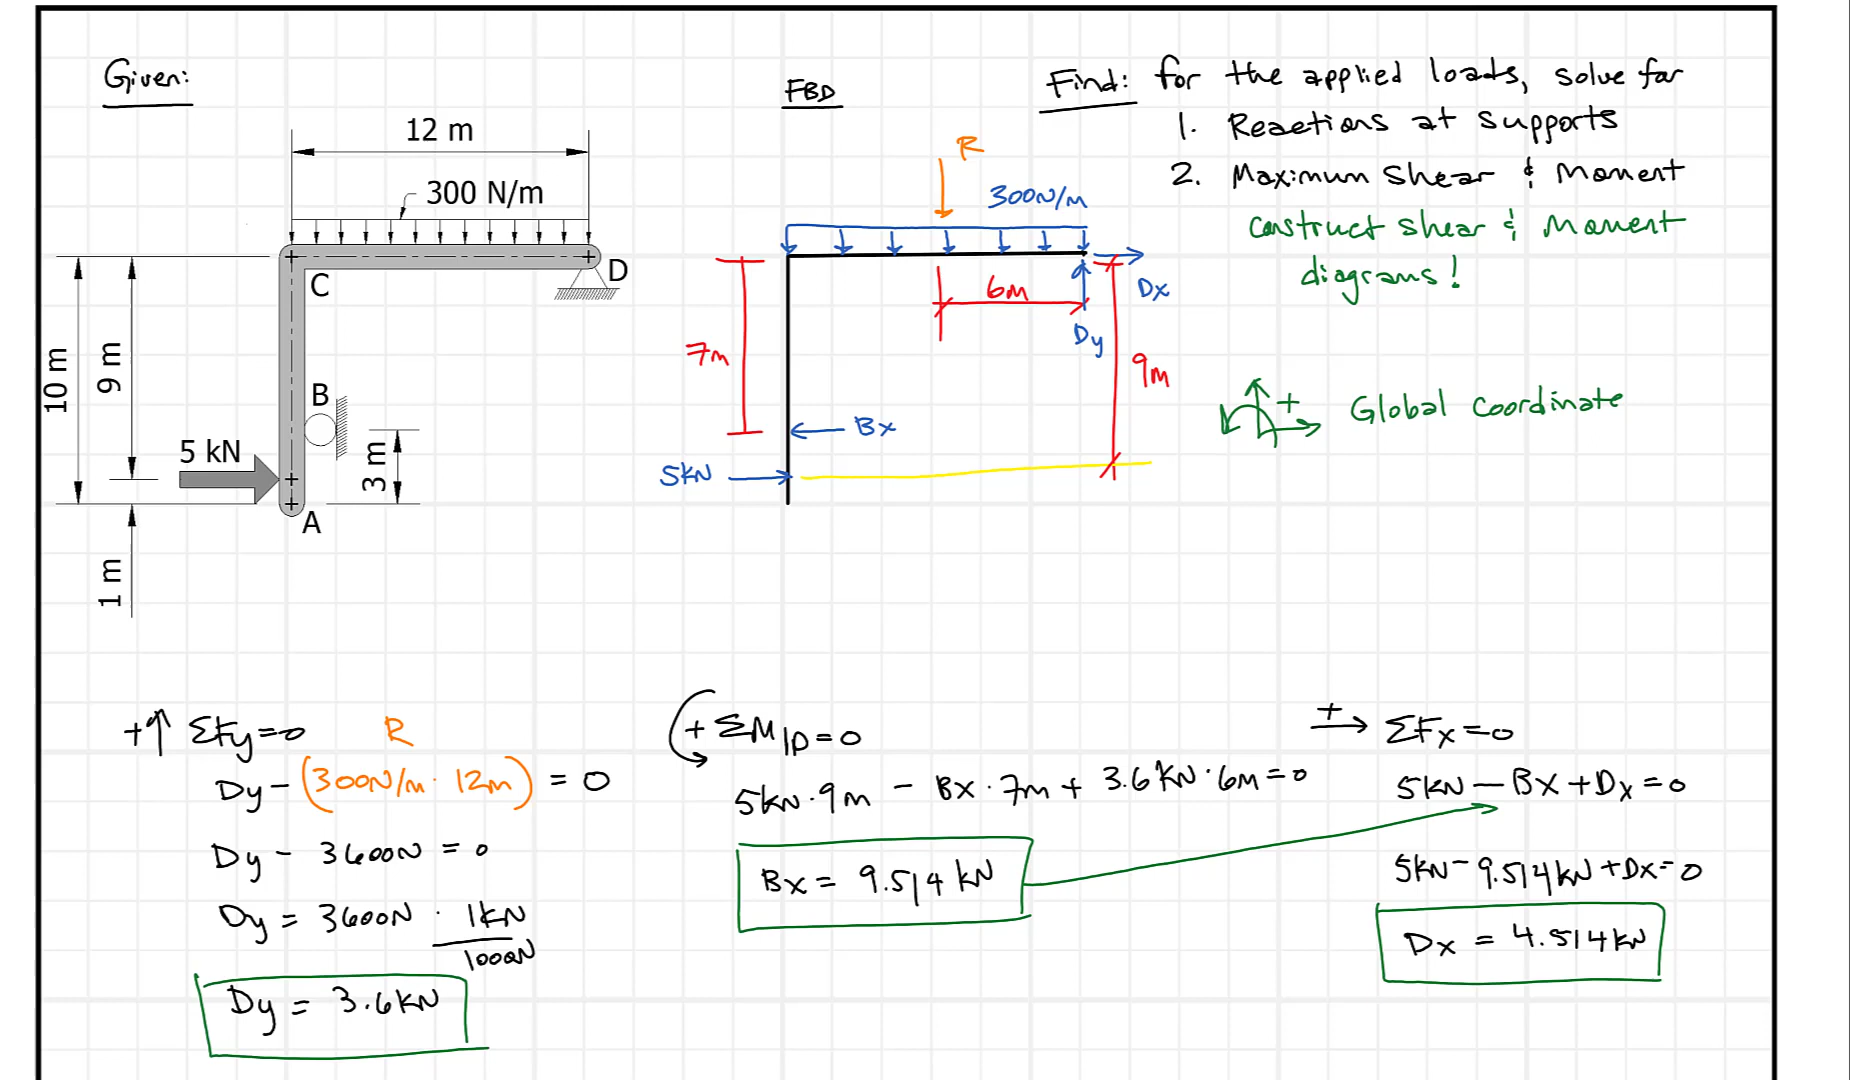 Given:
FBD
Find: for the applied loads, solve for
1. Reactions at supports
2. Maximum Shear & Moment
construct shear & Moment
diagrams!
12 m
300 N/m
C
D
10 m
9 m
B
5 kN
3 m
A
1 m
R
300N/m
6m
Dx
Dy
7m
9m
Bx
5kN
+ Global Coordinate
+↑ ΣFy=0
R
Dy - (300N/m · 12m) = 0
Dy - 3600N = 0
Dy = 3600N · 1kN
1000N
Dy = 3.6kN
+ ΣM|D=0
5kN·9m - Bx·7m + 3.6kN·6m=0
Bx = 9.514kN
+→ ΣFx=0
5kN - Bx + Dx = 0
5kN - 9.514kN + Dx = 0
Dx = 4.514kN